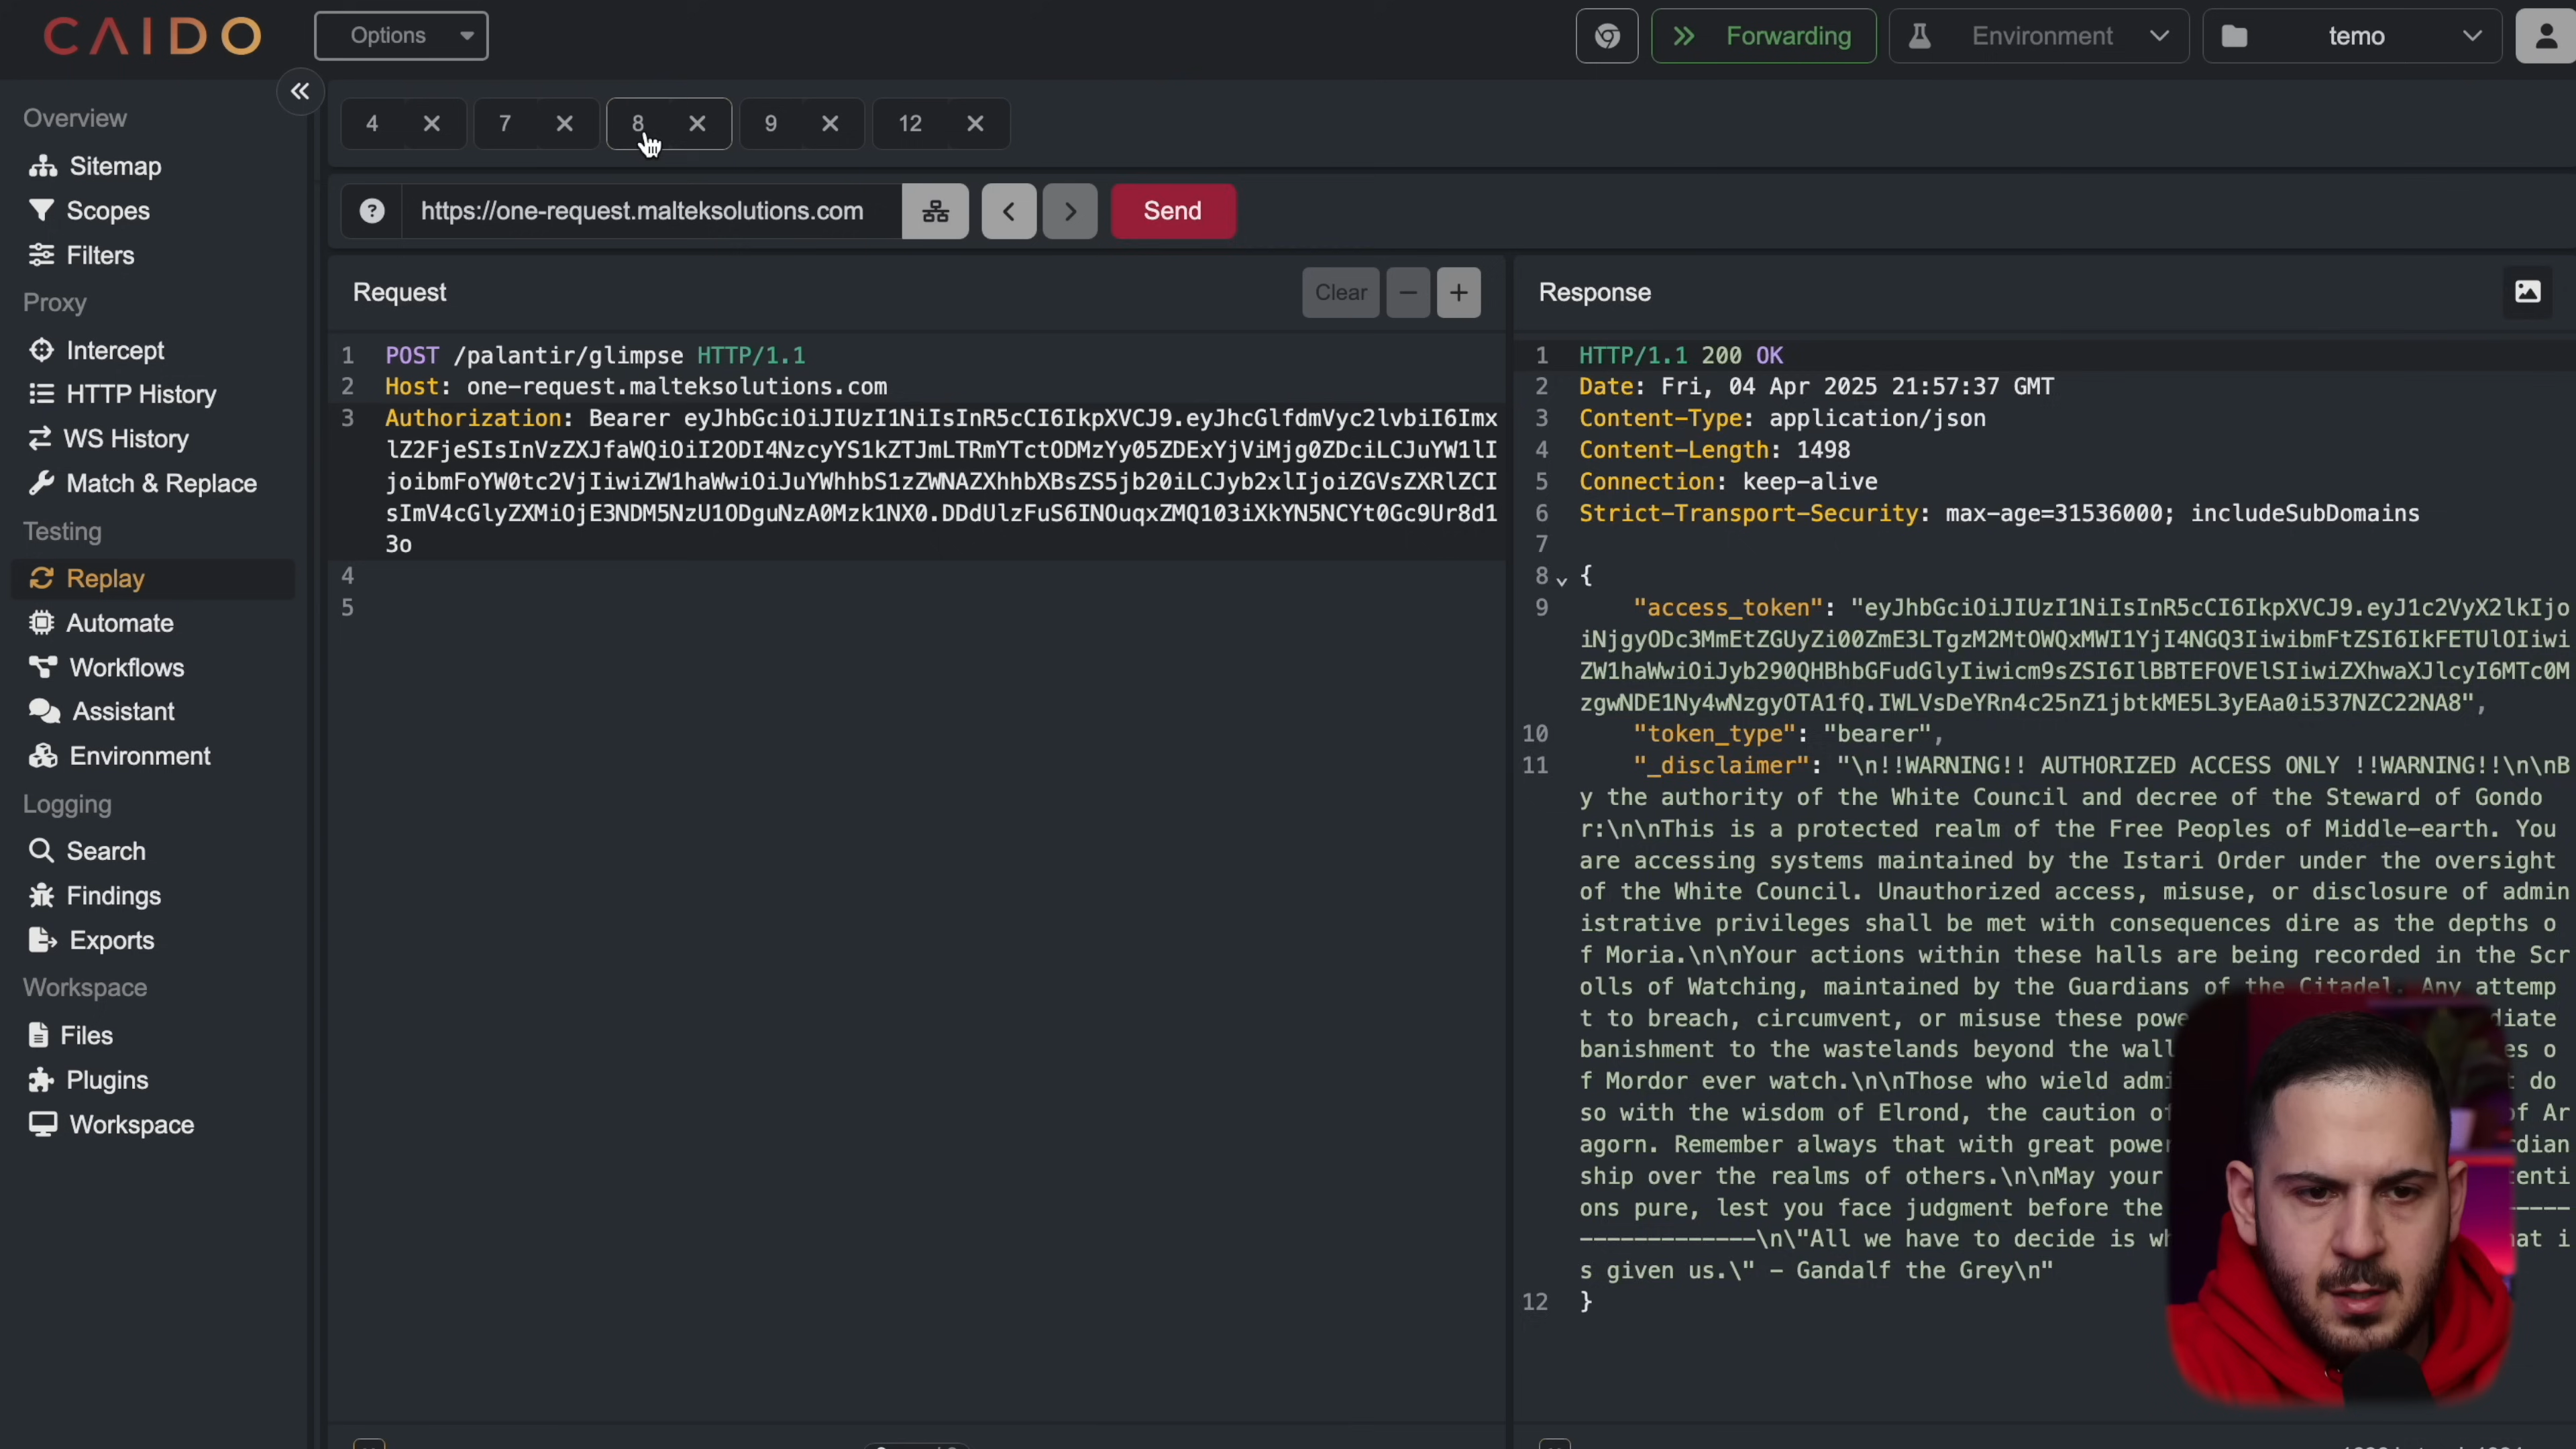 CAIDO
Options
Forwarding
Environment
temo
Overview
Sitemap
Scopes
Filters
Proxy
Intercept
HTTP History
WS History
Match & Replace
Testing
Replay
Automate
Workflows
Assistant
Environment
Logging
Search
Findings
Exports
Workspace
Files
Plugins
Workspace
4
7
8
9
12
https://one-request.malteksolutions.com
Send
Request
Clear
1 POST /palantir/glimpse HTTP/1.1
2 Host: one-request.malteksolutions.com
3 Authorization: Bearer eyJhbGciOiJIUzI1NiIsInR5cCI6IkpXVCJ9.eyJhcGlfdmVyc2lvbiI6Imx
lZ2FjeSIsInVzZXJfaWQiOiI2ODI4NzcyYS1kZTJmLTRmYTctODMzYy05ZDExYjViMjg0ZDciLCJuYW1lI
joibmFoYW0tc2VjIiwiZW1haWwiOiJuYWhhbS1zZWNAZXhhbXBsZS5jb20iLCJyb2xlIjoiZGVsZXRlZCI
sImV4cGlyZXMiOjE3NDM5NzU1ODguNzA0Mzk1NX0.DDdUlzFuS6INOuqxZMQ103iXkYN5NCYt0Gc9Ur8d1
3o
4
5
Response
1 HTTP/1.1 200 OK
2 Date: Fri, 04 Apr 2025 21:57:37 GMT
3 Content-Type: application/json
4 Content-Length: 1498
5 Connection: keep-alive
6 Strict-Transport-Security: max-age=31536000; includeSubDomains
7
8 {
9 "access_token": "eyJhbGciOiJIUzI1NiIsInR5cCI6IkpXVCJ9.eyJ1c2VyX2lkIjo
iNjgyODc3MmEtZGUyZi00ZmE3LTgzM2MtOWQxMWI1YjI4NGQ3IiwibmFtZSI6IkFETUlOIiwi
ZW1haWwiOiJyb290QHBhbGFudGlyIiwicm9sZSI6IlBBTEFOVElSIiwiZXhwaXJlcyI6MTc0M
zgwNDE1Ny4wNzgyOTA1fQ.IWLVsDeYRn4c25nZ1jbtkME5L3yEAa0i537NZC22NA8",
10 "token_type": "bearer",
11 "_disclaimer": "\n!!WARNING!! AUTHORIZED ACCESS ONLY !!WARNING!!\n\nB
y the authority of the White Council and decree of the Steward of Gondo
r:\n\nThis is a protected realm of the Free Peoples of Middle-earth. You
are accessing systems maintained by the Istari Order under the oversight
of the White Council. Unauthorized access, misuse, or disclosure of admin
istrative privileges shall be met with consequences dire as the depths o
f Moria.\n\nYour actions within these halls are being recorded in the Scr
olls of Watching, maintained by the Guardians of the Citadel. Any attemp
t to breach, circumvent, or misuse these powe diate
banishment to the wastelands beyond the wall es o
f Mordor ever watch.\n\nThose who wield admi do
so with the wisdom of Elrond, the caution of of Ar
agorn. Remember always that with great power rdian
ship over the realms of others.\n\nMay your tenti
ons pure, lest you face judgment before the ----
-------------\n\"All we have to decide is wh hat i
s given us.\" - Gandalf the Grey\n"
12 }